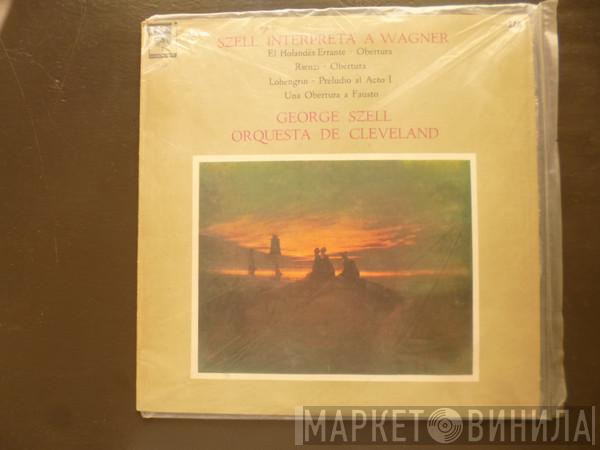 SZELL INTERPRETA A WAGNER
El Holandés Errante - Obertura
Rienzi - Obertura
Lohengrin - Preludio al Acto I
Una Obertura a Fausto
GEORGE SZELL
ORQUESTA DE CLEVELAND
МАРКЕТ ВИНИЛА